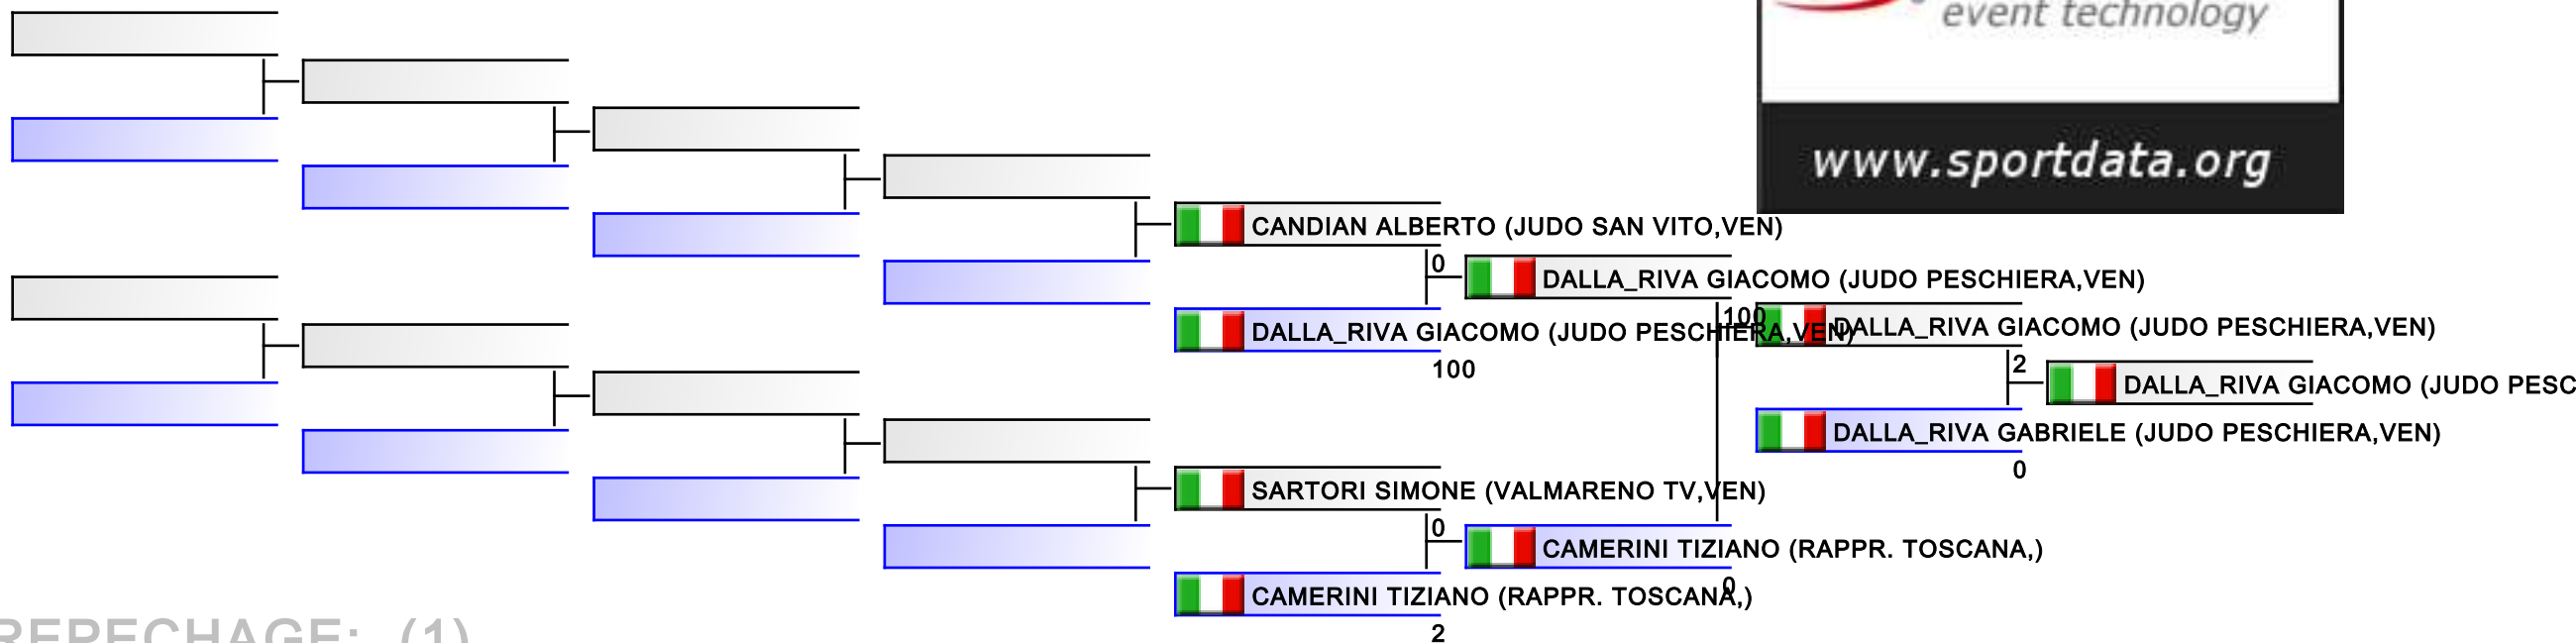 event technology
www.sportdata.org
CANDIAN ALBERTO (JUDO SAN VITO,VEN)
0
DALLA_RIVA GIACOMO (JUDO PESCHIERA,VEN)
DALLA_RIVA GIACOMO (JUDO PESCHIERA,VEN)
100
100
DALLA_RIVA GIACOMO (JUDO PESCHIERA,VEN)
2
DALLA_RIVA GIACOMO (JUDO PESC
DALLA_RIVA GABRIELE (JUDO PESCHIERA,VEN)
0
SARTORI SIMONE (VALMARENO TV,VEN)
0
CAMERINI TIZIANO (RAPPR. TOSCANA,)
0
CAMERINI TIZIANO (RAPPR. TOSCANA,)
2
REPECHAGE: (1)